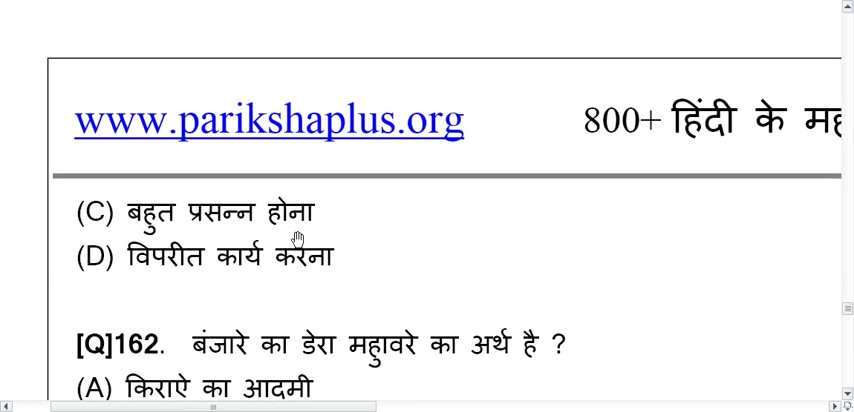 www.parikshaplus.org 800+ हिंदी के
(C) बहुत प्रसन्न होना
(D) विपरीत कार्य करना
[Q]162. बंजारे का डेरा महुावरे का अर्थ है ?
(A) किराऐ का आदमी